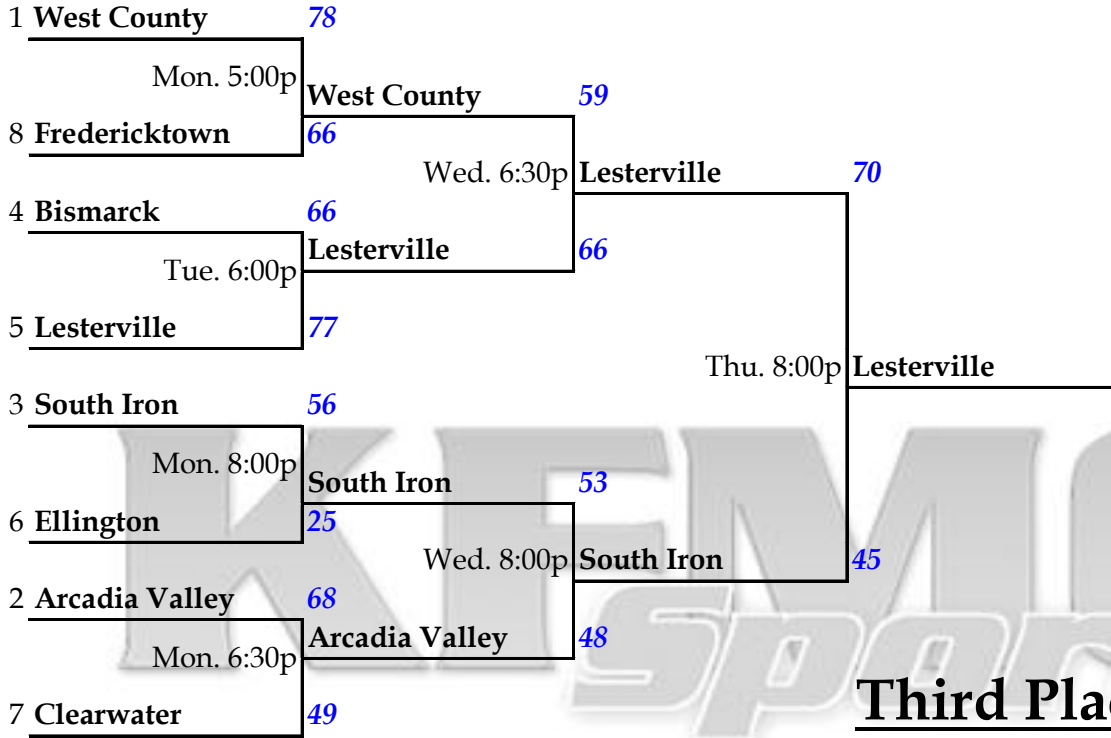 1 West County 78
Mon. 5:00p
West County 59
8 Fredericktown 66
Wed. 6:30p Lesterville 70
4 Bismarck 66
Lesterville 66
Tue. 6:00p
5 Lesterville 77
Thu. 8:00p Lesterville
3 South Iron 56
Mon. 8:00p
South Iron 53
6 Ellington 25
Wed. 8:00p South Iron 45
2 Arcadia Valley 68
Arcadia Valley 48
Mon. 6:30p
Third
7 Clearwater 49